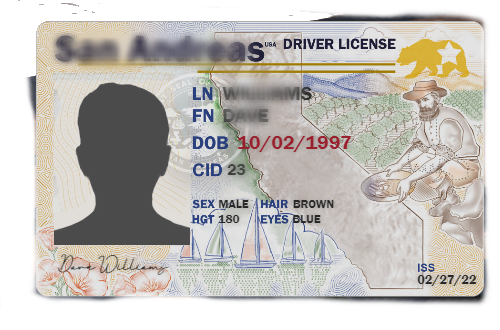 San Andreas USA DRIVER LICENSE
LN WILLIAMS
FN DAVE
DOB 10/02/1997
CID 23
SEX MALE HAIR BROWN
HGT 180 EYES BLUE
Dave Williams
ISS
02/27/22